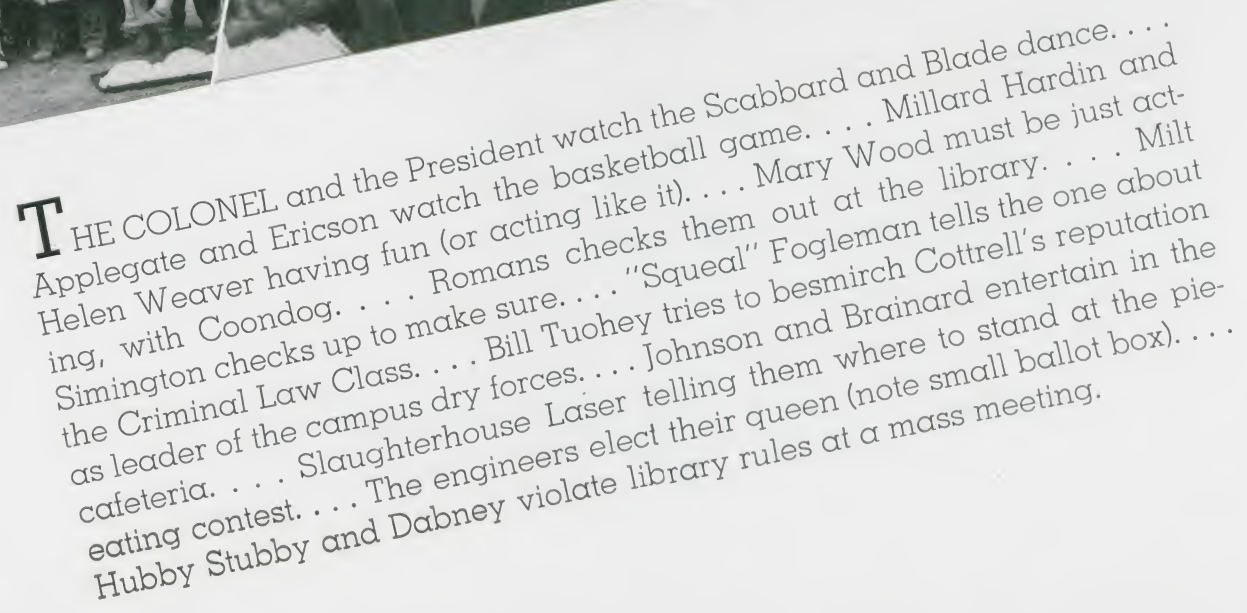 THE COLONEL and the President watch the Scabbard and Blade dance. . . .
Applegate and Ericson watch the basketball game. . . . Millard Hardin and
Helen Weaver having fun (or acting like it). . . . Mary Wood must be just act-
ing, with Coondog. . . . Romans checks them out at the library. . . . Milt
Simington checks up to make sure. . . . "Squeal" Fogleman tells the one about
the Criminal Law Class. . . . Bill Tuohey tries to besmirch Cottrell's reputation
as leader of the campus dry forces. . . . Johnson and Brainard entertain in the
cafeteria. . . . Slaughterhouse Laser telling them where to stand at the pie-
eating contest. . . . The engineers elect their queen (note small ballot box). . . .
Hubby Stubby and Dabney violate library rules at a mass meeting.